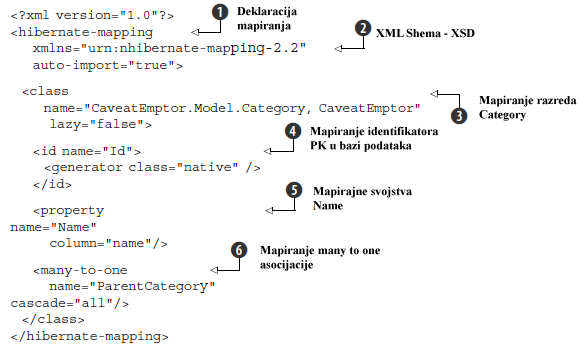 <?xml version="1.0"?>
1 Deklaracija
mapiranja
<hibernate-mapping
xmlns="urn:nhibernate-mapping-2.2"
2 XML Shema - XSD
auto-import="true">
<class
name="CaveatEmptor.Model.Category, CaveatEmptor"
3 Mapiranje razreda
Category
lazy="false">
4 Mapiranje identifikatora
PK u bazi podataka
<id name="Id">
<generator class="native" />
</id>
5 Mapirajne svojstva
Name
<property
name="Name"
column="name"/>
6 Mapiranje many to one
asocijacije
<many-to-one
name="ParentCategory"
cascade="all"/>
</class>
</hibernate-mapping>